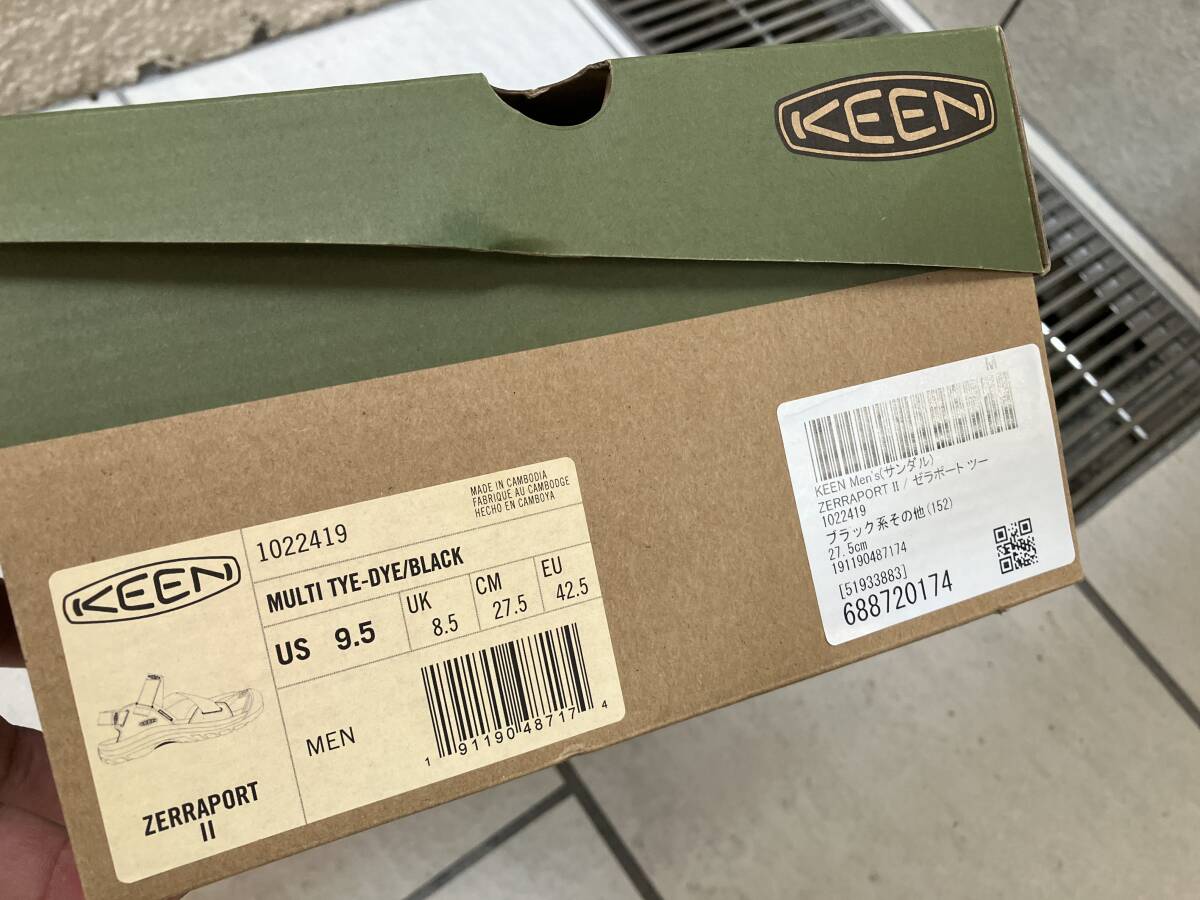 KEEN
MADE IN CAMBODIA
FABRIQUE AU CAMBODGE
HECHO EN CAMBOYA
1022419
KEEN
MULTI TYE-DYE/BLACK
US 9.5
UK 8.5
CM 27.5
EU 42.5
MEN
1 91190 48717 4
ZERRAPORT
II
M
KEEN Men's(サンダル)
ZERRAPORT II / ゼラポート ツー
1022419
ブラック系その他(152)
27.5cm
191190487174
[51933883]
688720174